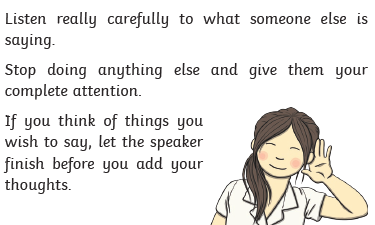 Listen really carefully to what someone else is
saying.
Stop doing anything else and give them your
complete attention.
If you think of things you
wish to say, let the speaker
finish before you add your
thoughts.